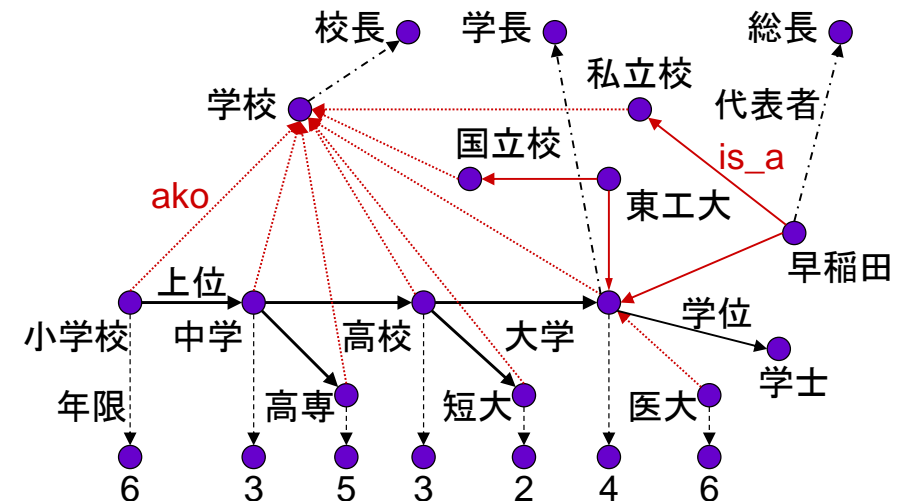 校長 学長 総長
私立校
学校 代表者
国立校 is_a
ako 東工大
早稲田
上位
小学校 中学 高校 大学 学位
学士
年限 高専 短大 医大
6 3 5 3 2 4 6